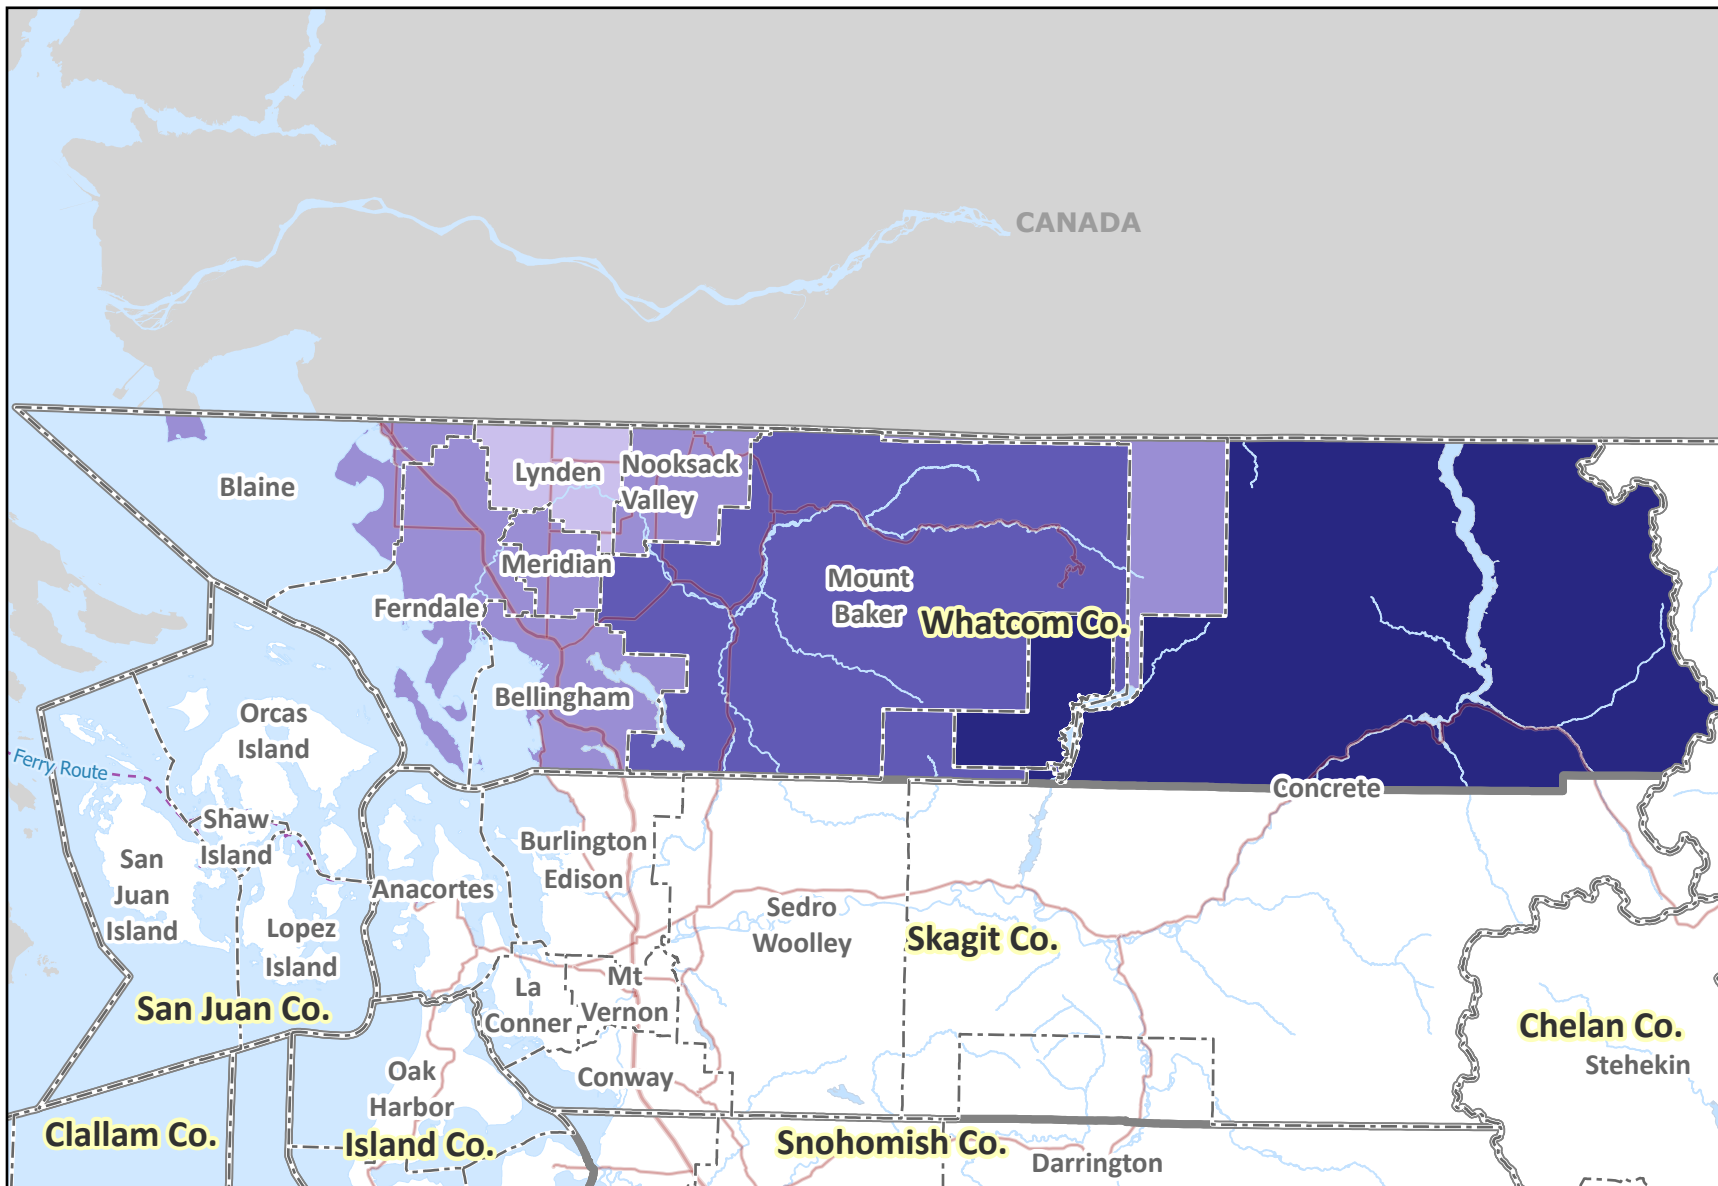 CANADA
Blaine
Lynden
Nooksack
Valley
Meridian
Ferndale
Mount
Baker
Whatcom Co.
Bellingham
Orcas
Island
Ferry Route
Shaw
Island
San
Juan
Island
Lopez
Island
San Juan Co.
Anacortes
Burlington
Edison
Concrete
Sedro
Woolley
Skagit Co.
La
Conner
Mt
Vernon
Conway
Chelan Co.
Stehekin
Oak
Harbor
Clallam Co.
Island Co.
Snohomish Co.
Darrington